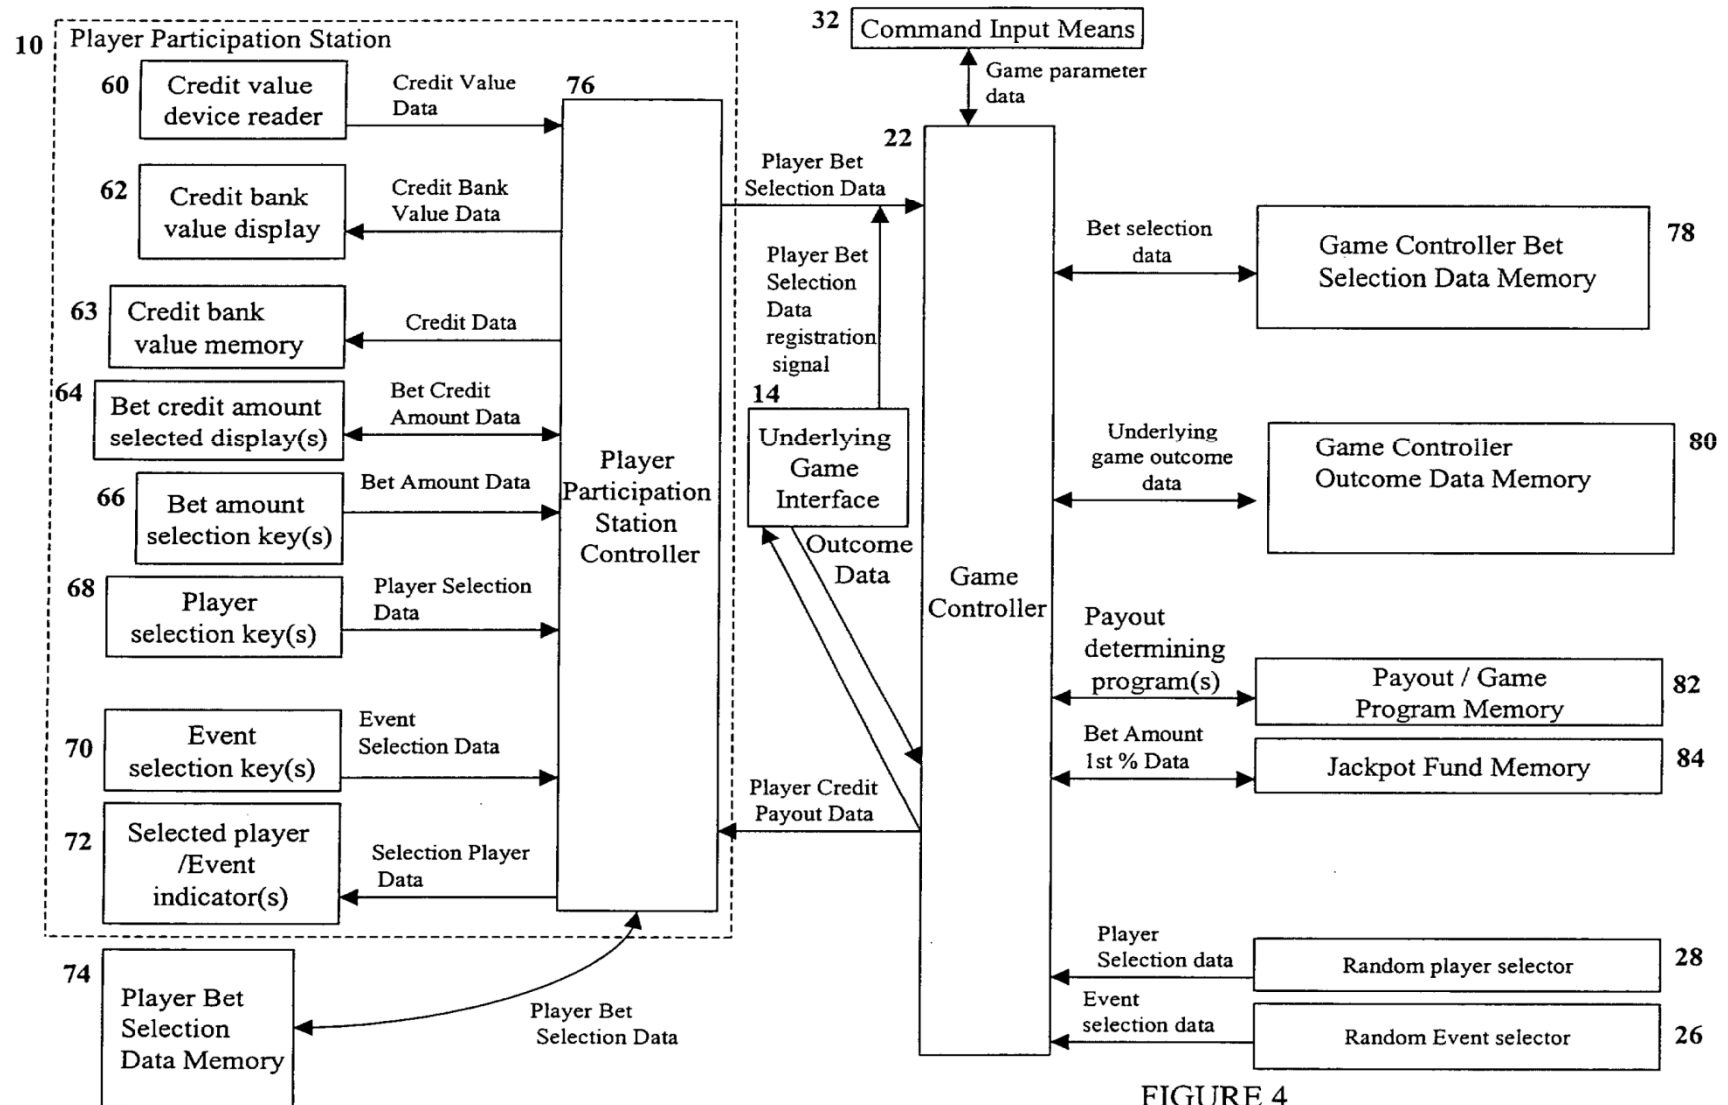 10
Player Participation Station
60
Credit value
device reader
Credit Value
Data
76
62
Credit bank
value display
Credit Bank
Value Data
63
Credit bank
value memory
Credit Data
64
Bet credit amount
selected display(s)
Bet Credit
Amount Data
66
Bet amount
selection key(s)
Bet Amount Data
68
Player
selection key(s)
Player Selection
Data
70
Event
selection key(s)
Event
Selection Data
72
Selected player
/Event
indicator(s)
Selection Player
Data
Player
Participation
Station
Controller
74
Player Bet
Selection
Data Memory
Player Bet
Selection Data
32
Command Input Means
Game parameter
data
22
Player Bet
Selection Data
Player Bet
Selection
Data
registration
signal
14
Underlying
Game
Interface
Outcome
Data
Player Credit
Payout Data
Game
Controller
Bet selection
data
Game Controller Bet
Selection Data Memory
78
Underlying
game outcome
data
Game Controller
Outcome Data Memory
80
Payout
determining
program(s)
Payout / Game
Program Memory
82
Bet Amount
1st % Data
Jackpot Fund Memory
84
Player
Selection data
Random player selector
28
Event
selection data
Random Event selector
26
FIGURE 4